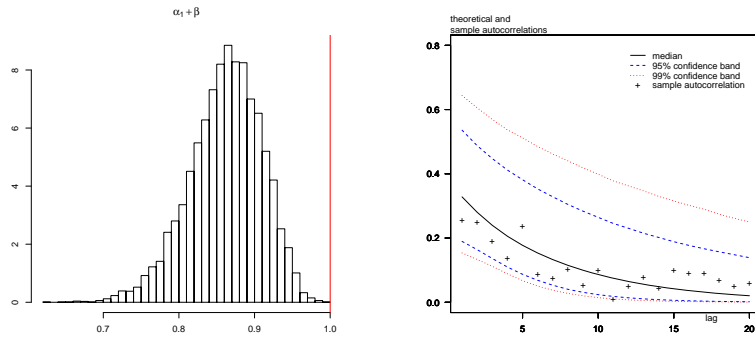 α₁ + β
8
6
4
2
0
0.7 0.8 0.9 1.0
theoretical and
sample autocorrelations
0.8
0.6
0.4
0.2
0.0
median
95% confidence band
99% confidence band
sample autocorrelation
lag
5 10 15 20